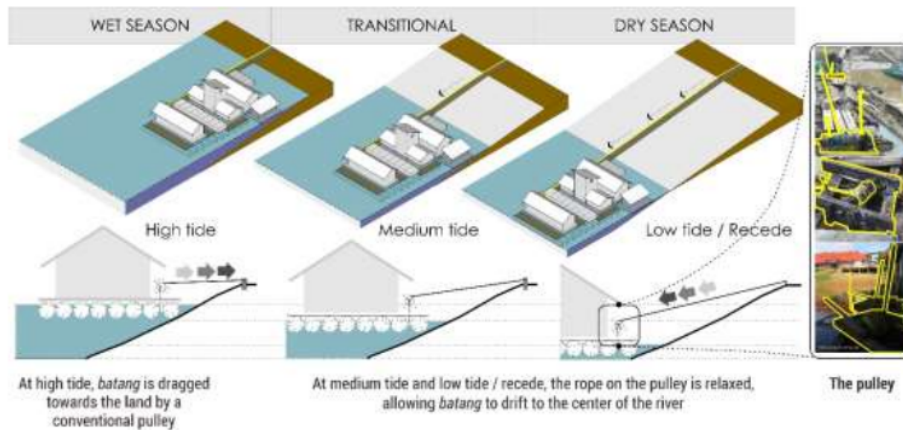 WET SEASON
TRANSITIONAL
DRY SEASON
High tide
Medium tide
Low tide / Recede
At high tide, batang is dragged
towards the land by a
conventional pulley
At medium tide and low tide / recede, the rope on the pulley is relaxed,
allowing batang to drift to the center of the river
The pulley